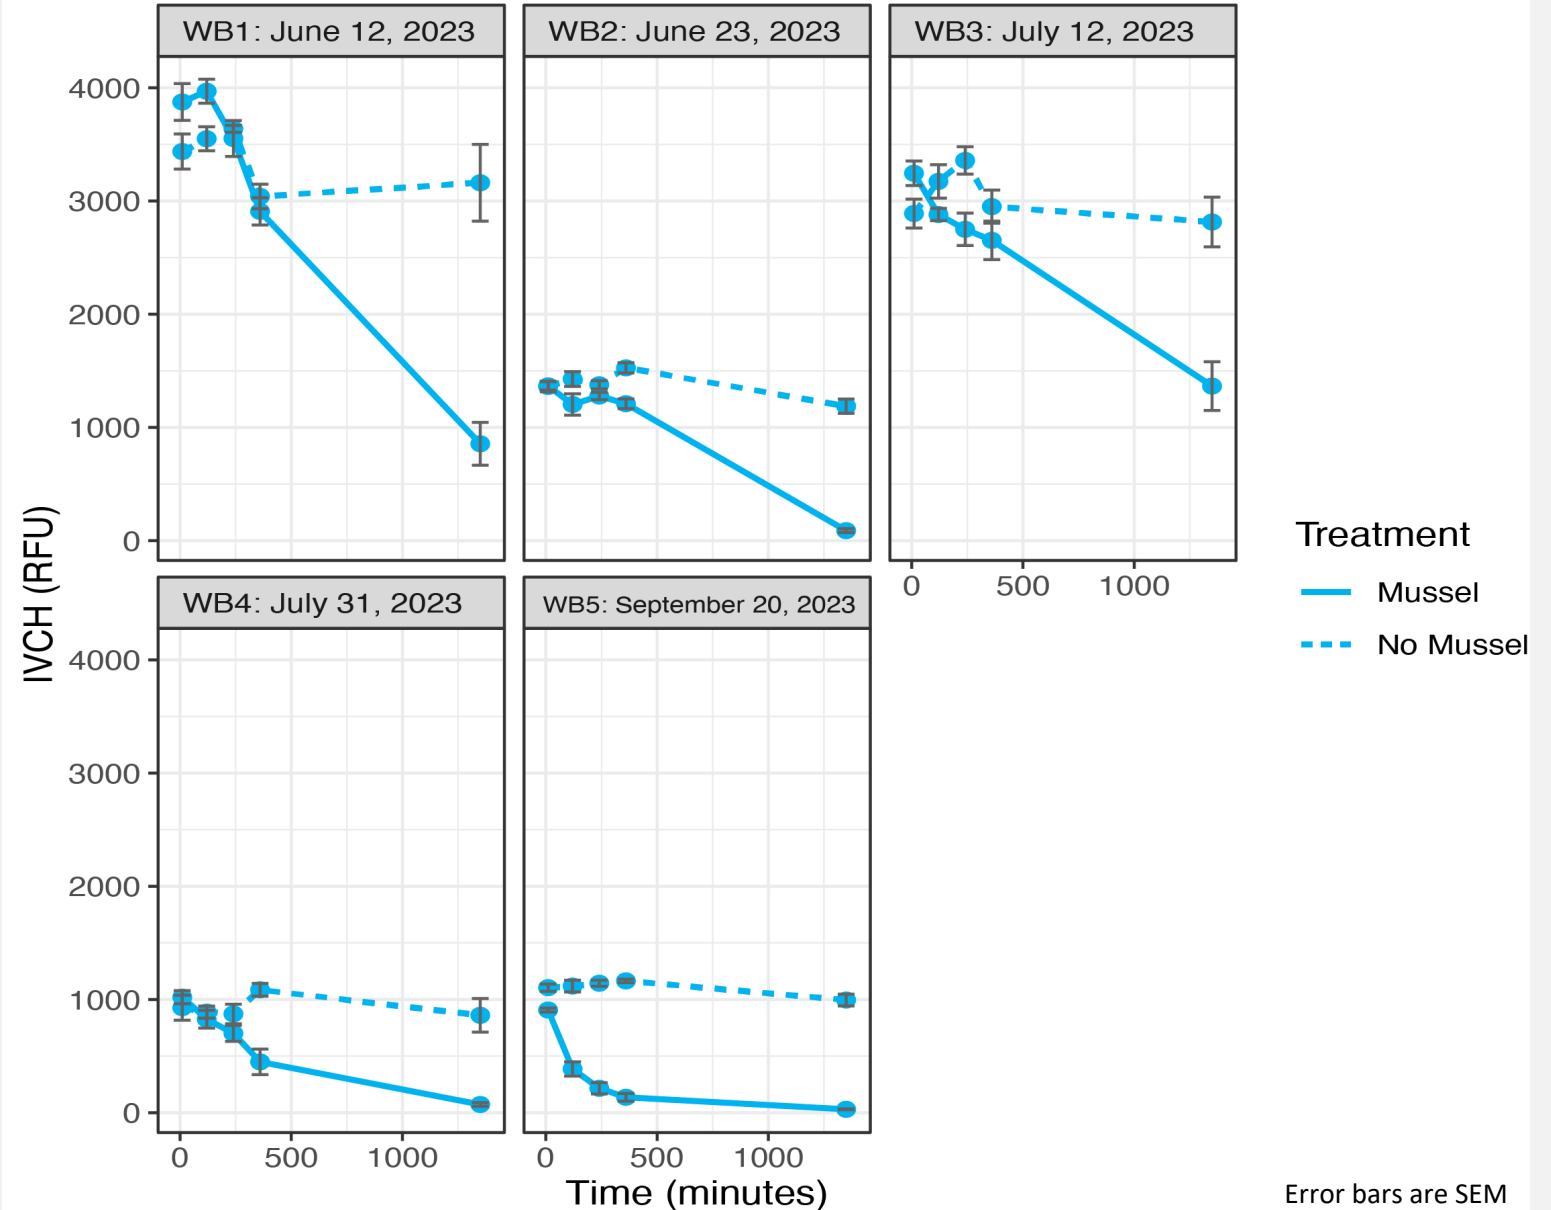 WB1: June 12, 2023
WB2: June 23, 2023
WB3: July 12, 2023
4000
3000
2000
1000
0
0 500 1000
WB4: July 31, 2023
WB5: September 20, 2023
4000
3000
2000
1000
0
0 500 1000
0 500 1000
IVCH (RFU)
Time (minutes)
Treatment
Mussel
No Mussel
Error bars are SEM